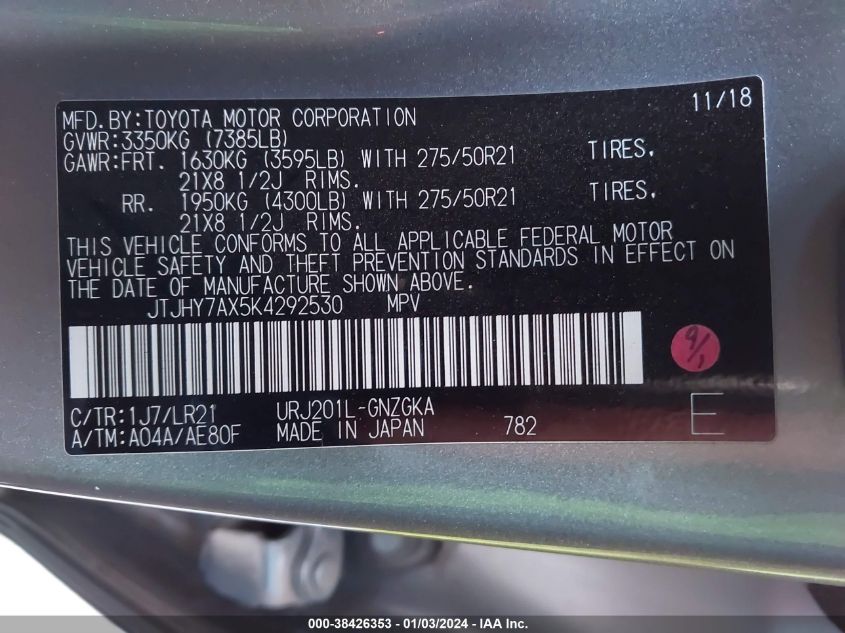 11/18
MFD.BY:TOYOTA MOTOR CORPORATION
GVWR:3350KG (7385LB)
GAWR:FRT. 1630KG (3595LB) WITH 275/50R21 TIRES.
21X8 1/2J RIMS.
RR. 1950KG (4300LB) WITH 275/50R21 TIRES.
21X8 1/2J RIMS.
THIS VEHICLE CONFORMS TO ALL APPLICABLE FEDERAL MOTOR
VEHICLE SAFETY AND THEFT PREVENTION STANDARDS IN EFFECT ON
THE DATE OF MANUFACTURE SHOWN ABOVE.
JTJHY7AX5K4292530 MPV
9/1
C/TR:1J7/LR21 URJ201L-GNZGKA
A/TM:A04A/AE80F MADE IN JAPAN 782 E
000-38426353 - 01/03/2024 - IAA Inc.